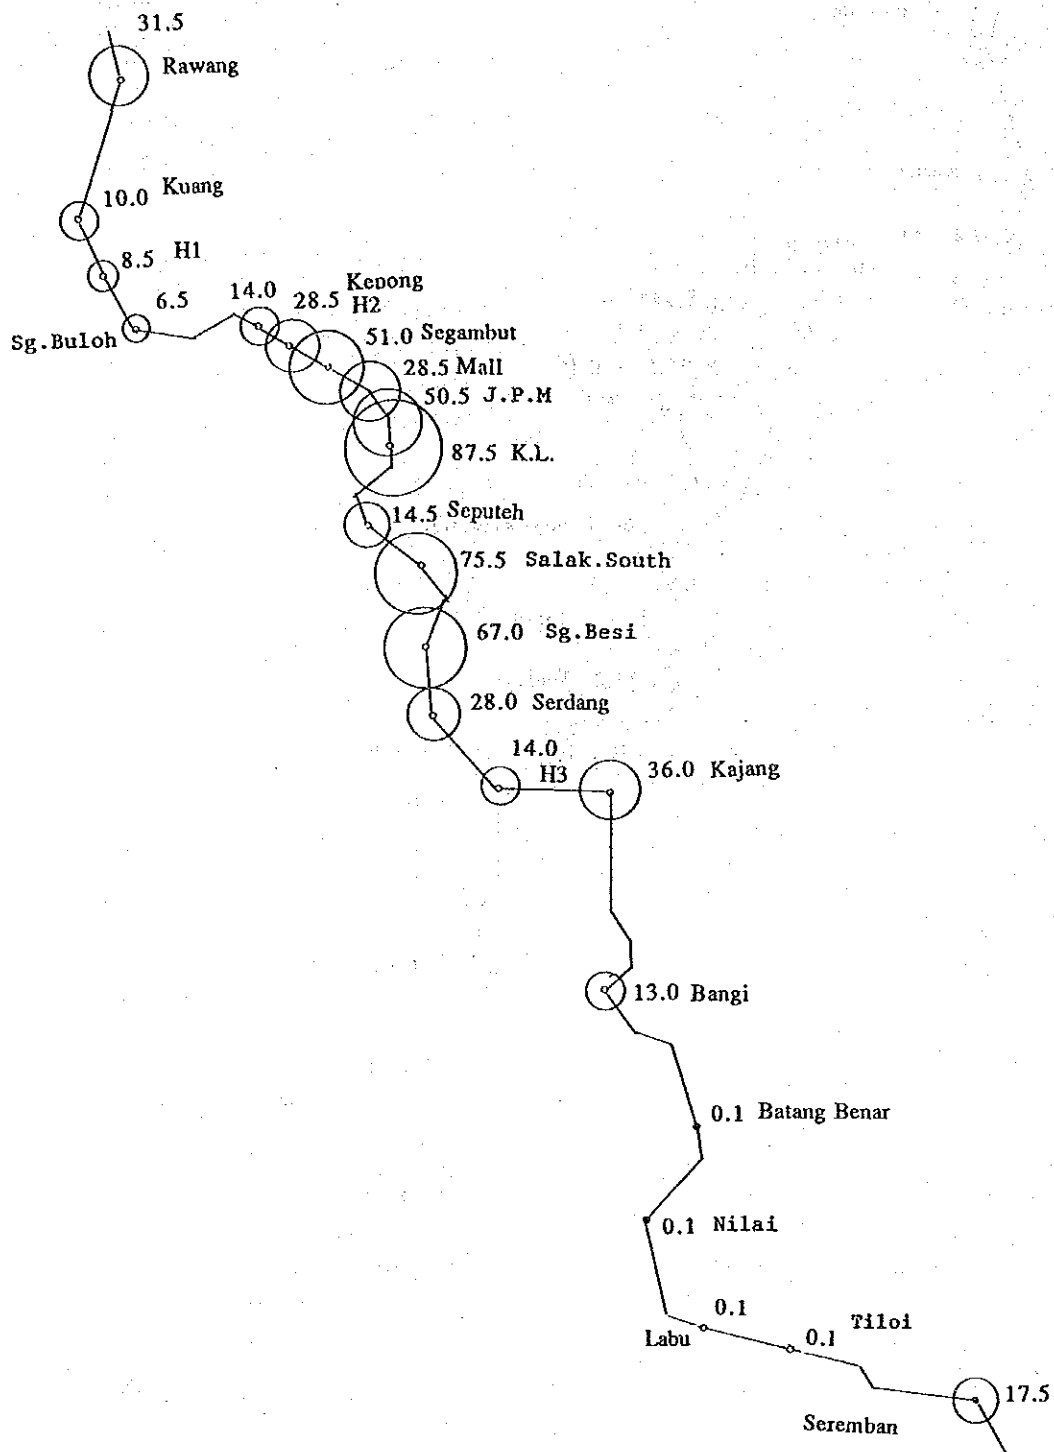 31.5
Rawang
10.0 Kuang
8.5 H1
6.5
Sg.Buloh
14.0
28.5 Kepong
H2
51.0 Segambut
28.5 Mall
50.5 J.P.M
87.5 K.L.
14.5 Seputeh
75.5 Salak.South
67.0 Sg.Besi
28.0 Serdang
14.0
H3
36.0 Kajang
13.0 Bangi
0.1 Batang Benar
0.1 Nilai
0.1
Labu
0.1 Tiloi
17.5
Seremban